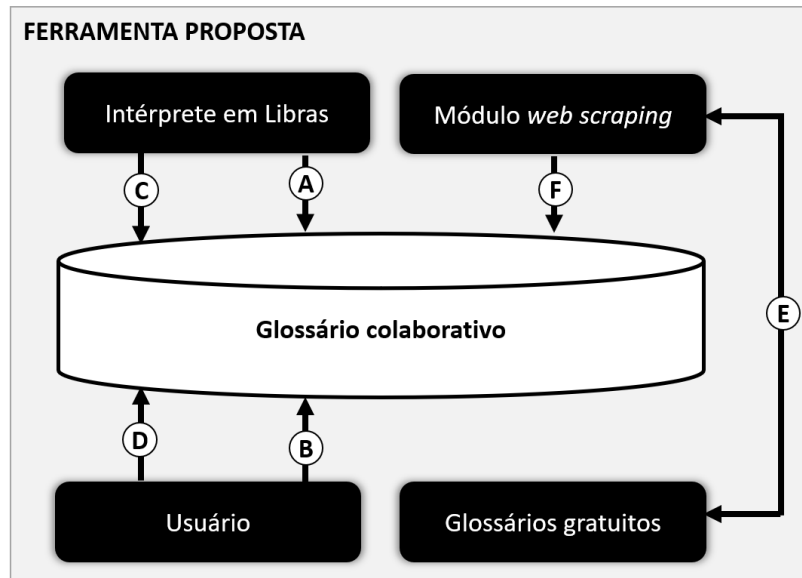 FERRAMENTA PROPOSTA
Intérprete em Libras
Módulo web scraping
C
A
F
E
Glossário colaborativo
D
B
Usuário
Glossários gratuitos